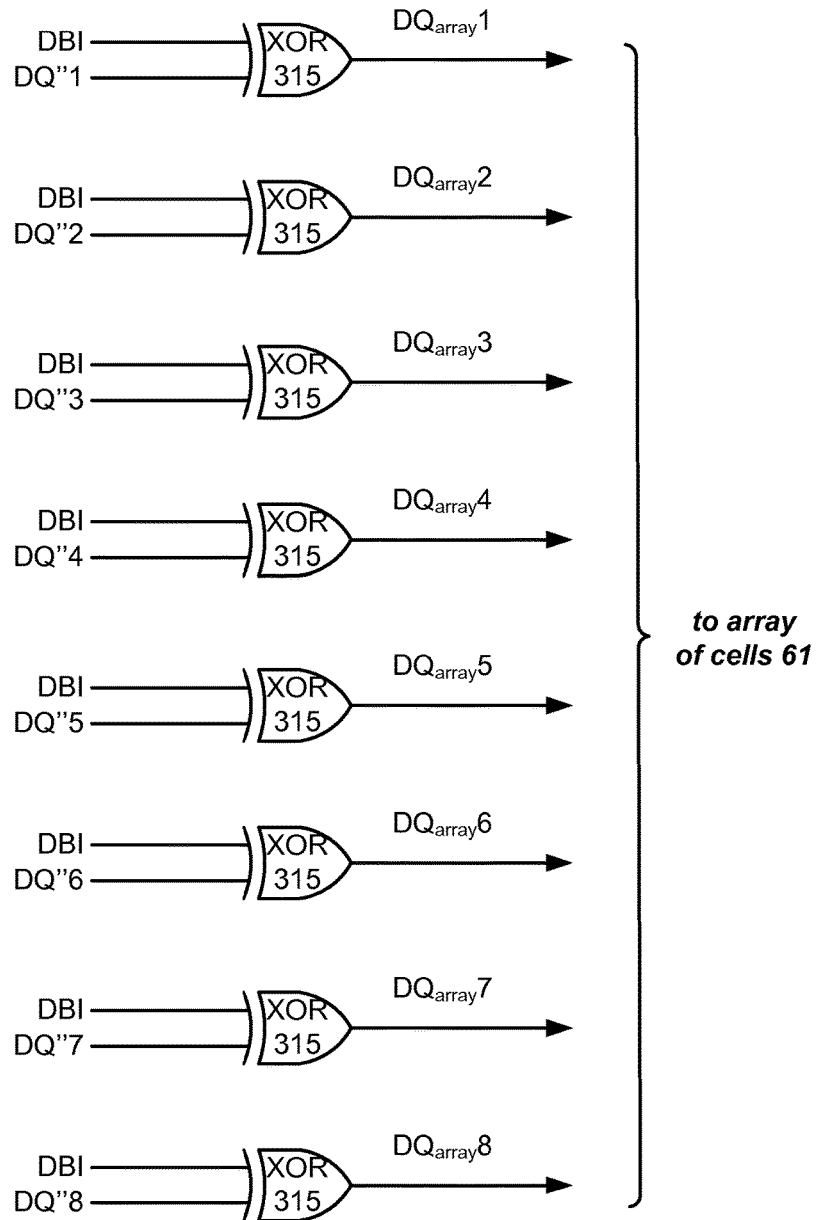 DBI
DQ''1
XOR
315
DQarray1
DBI
DQ''2
XOR
315
DQarray2
DBI
DQ''3
XOR
315
DQarray3
DBI
DQ''4
XOR
315
DQarray4
DBI
DQ''5
XOR
315
DQarray5
DBI
DQ''6
XOR
315
DQarray6
DBI
DQ''7
XOR
315
DQarray7
DBI
DQ''8
XOR
315
DQarray8
to array
of cells 61